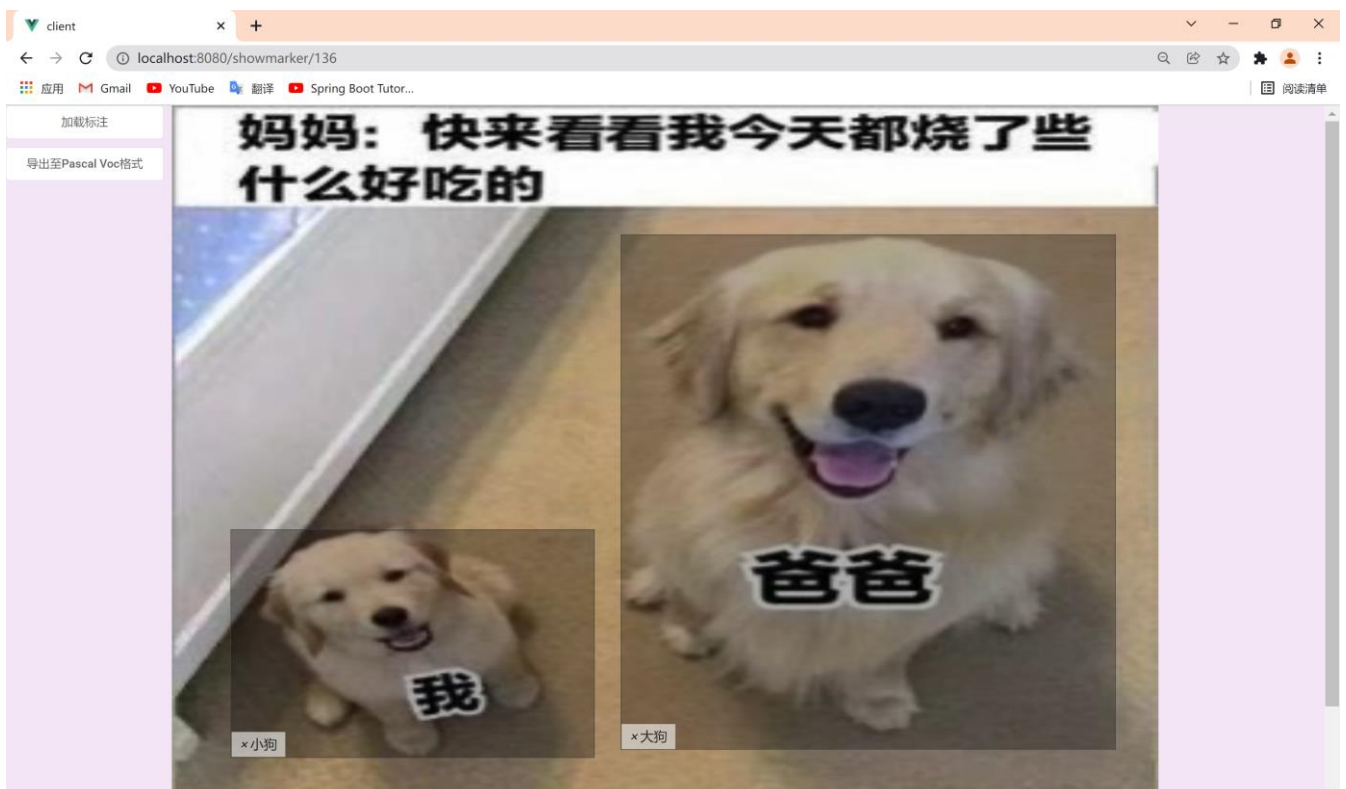 client
localhost:8080/showmarker/136
应用 Gmail YouTube 翻译 Spring Boot Tutor... 阅读清单
加载标注
导出至Pascal Voc格式
妈妈：快来看看我今天都烧了些
什么好吃的
爸爸
我
×大狗
×小狗